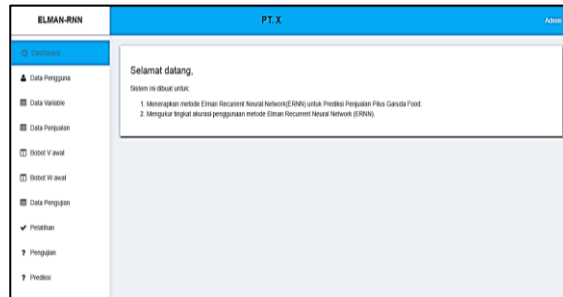 ELMAN-RNN
PT. X
Admin
Dashboard
Data Pengguna
Data Variable
Data Penjualan
Bobot V awal
Bobot W awal
Data Pengujian
Pelatihan
Pengujian
Prediksi
Selamat datang,
Sistem ini dibuat untuk:
1. Menerapkan metode Elman Recurrent Neural Network(ERNN) untuk Prediksi Penjualan Pilus Garuda Food.
2. Mengukur tingkat akurasi penggunaan metode Elman Recurrent Neural Network (ERNN).